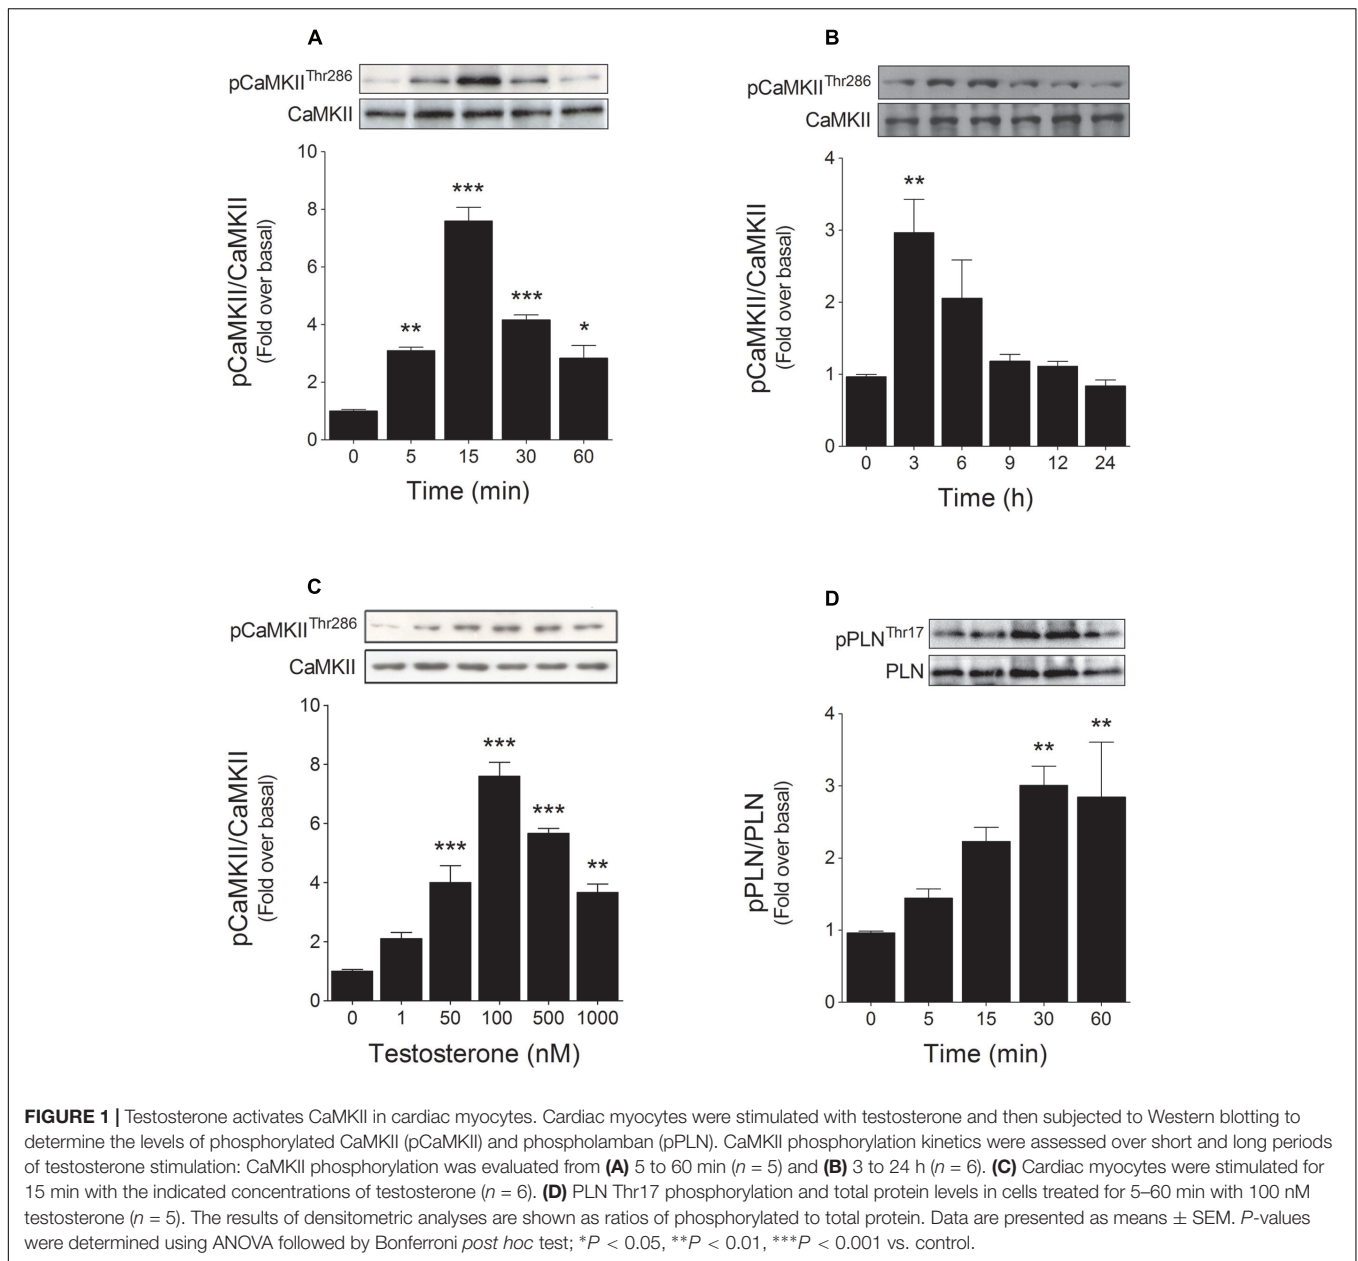 A
pCaMKII^Thr286
CaMKII
10
8
6
4
2
0
pCaMKII/CaMKII
(Fold over basal)
**
***
***
*
0 5 15 30 60
Time (min)
B
pCaMKII^Thr286
CaMKII
4
3
2
1
0
pCaMKII/CaMKII
(Fold over basal)
**
0 3 6 9 12 24
Time (h)
C
pCaMKII^Thr286
CaMKII
10
8
6
4
2
0
pCaMKII/CaMKII
(Fold over basal)
***
***
***
**
0 1 50 100 500 1000
Testosterone (nM)
D
pPLN^Thr17
PLN
4
3
2
1
0
pPLN/PLN
(Fold over basal)
**
**
0 5 15 30 60
Time (min)
FIGURE 1 | Testosterone activates CaMKII in cardiac myocytes. Cardiac myocytes were stimulated with testosterone and then subjected to Western blotting to
determine the levels of phosphorylated CaMKII (pCaMKII) and phospholamban (pPLN). CaMKII phosphorylation kinetics were assessed over short and long periods
of testosterone stimulation: CaMKII phosphorylation was evaluated from (A) 5 to 60 min (n = 5) and (B) 3 to 24 h (n = 6). (C) Cardiac myocytes were stimulated for
15 min with the indicated concentrations of testosterone (n = 6). (D) PLN Thr17 phosphorylation and total protein levels in cells treated for 5–60 min with 100 nM
testosterone (n = 5). The results of densitometric analyses are shown as ratios of phosphorylated to total protein. Data are presented as means ± SEM. P-values
were determined using ANOVA followed by Bonferroni post hoc test; *P < 0.05, **P < 0.01, ***P < 0.001 vs. control.